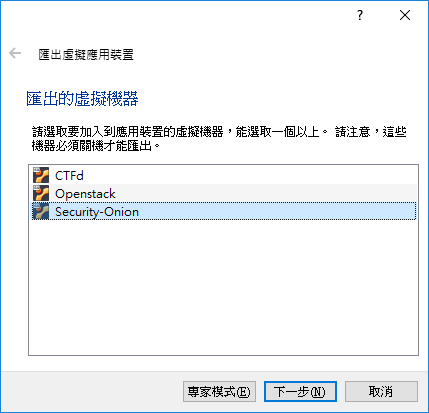 ?
匯出虛擬應用裝置
匯出的虛擬機器
請選取要加入到應用裝置的虛擬機器，能選取一個以上。 請注意，這些
機器必須關機才能匯出。
CTFd
Openstack
Security-Onion
專家模式(E) 下一步(N) 取消